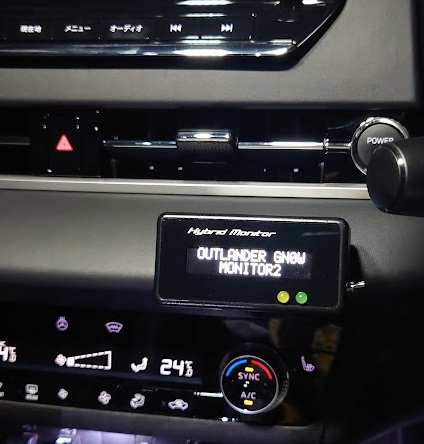 現在地 メニュー オーディオ
POWER
Hybrid Monitor
OUTLANDER GN0W
MONITOR2
24.5
SYNC
A/C